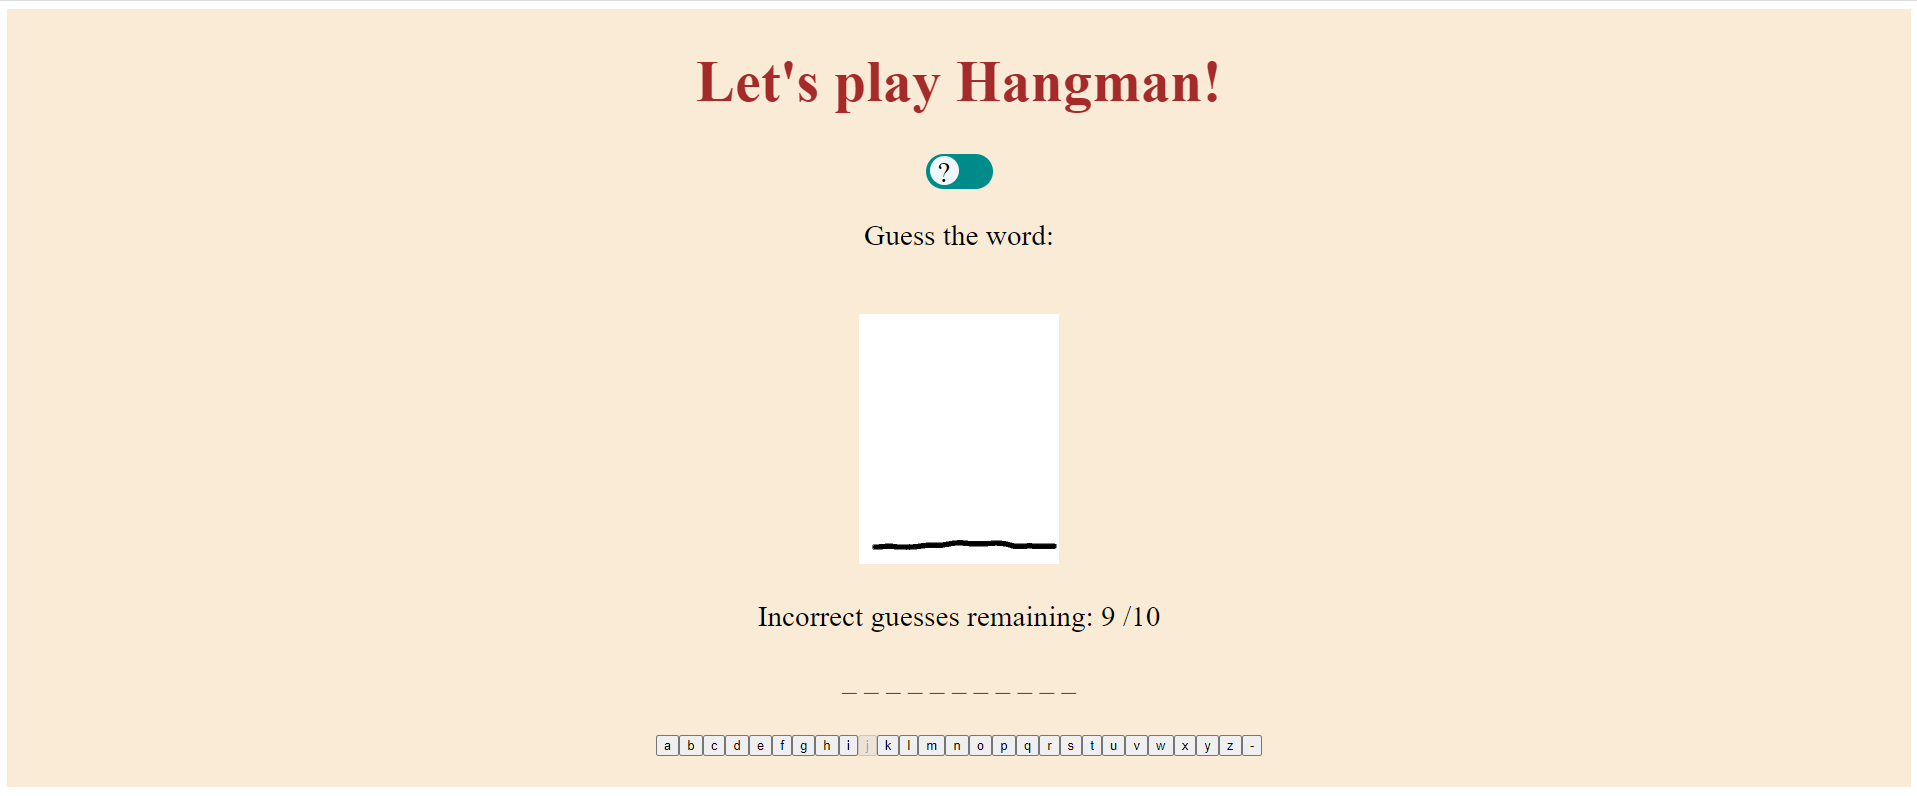 Let's play Hangman!
?
Guess the word:
Incorrect guesses remaining: 9 /10
_ _ _ _ _ _ _ _ _ _ _
a b c d e f g h i j k l m n o p q r s t u v w x y z -